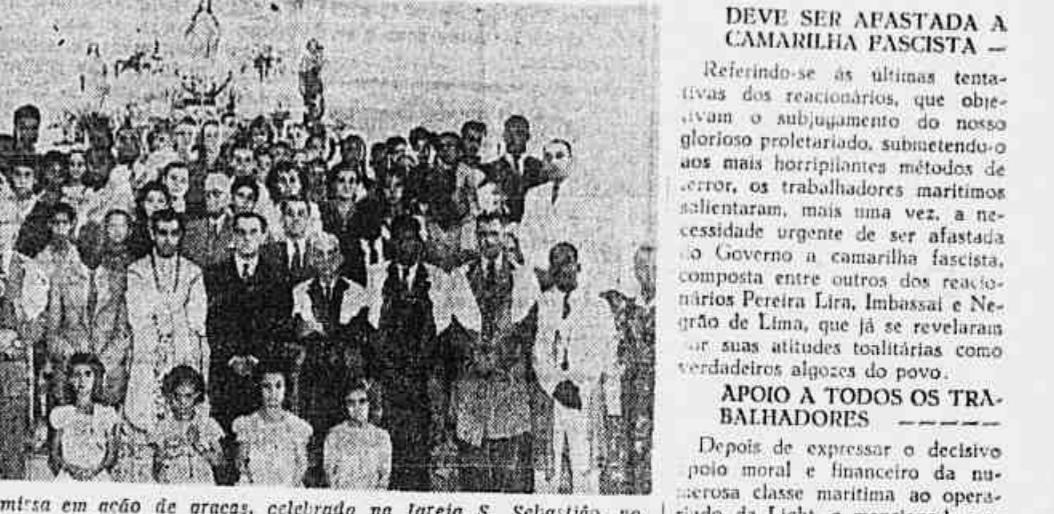 DEVE SER AFASTADA A
CAMARILHA FASCISTA —
Referindo-se ás últimas tenta-
tivas dos reacionários, que obje-
tivam o subjugamento do nosso
glorioso proletariado, submetendo-o
aos mais horripilantes métodos de
terror, os trabalhadores marítimos
salientaram, mais uma vez, a ne-
cessidade urgente de ser afastada
do Governo a camarilha fascista,
composta entre outros dos reacio-
nários Pereira Lira, Imbassai e Ne-
grão de Lima, que já se revelaram
suas atitudes toalitárias como
verdadeiros algozes do povo.
APOIO A TODOS OS TRA-
BALHADORES — — — — —
Depois de expressar o decisivo
apoio moral e financeiro da nu-
merosa classe marítima ao opera-
da Light,
missa em ação de graças, celebrada na Igreja S. Sebastião, no